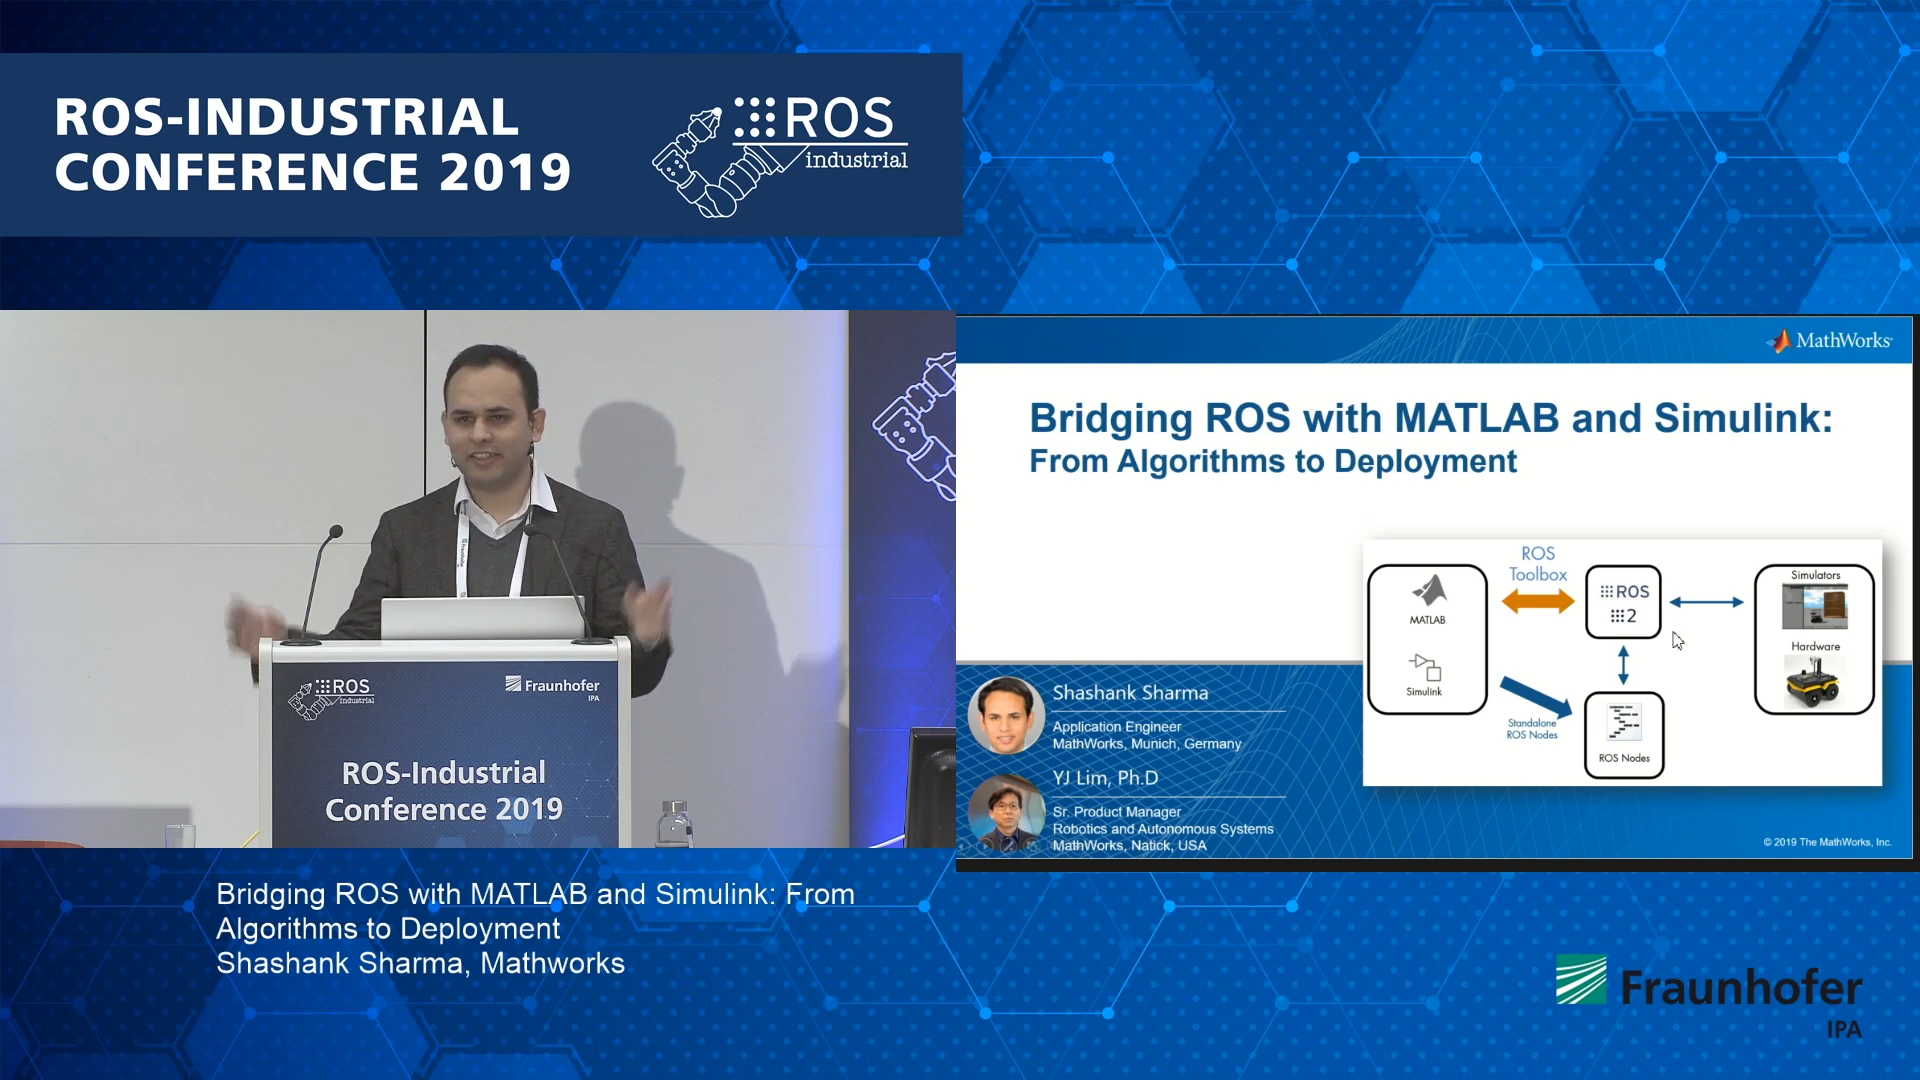 ROS-INDUSTRIAL
CONFERENCE 2019
ROS
industrial
ROS
industrial
Fraunhofer
IPA
ROS-Industrial
Conference 2019
MathWorks
Bridging ROS with MATLAB and Simulink:
From Algorithms to Deployment
MATLAB
Simulink
ROS
Toolbox
ROS
2
Standalone
ROS Nodes
ROS Nodes
Simulators
Hardware
Shashank Sharma
Application Engineer
MathWorks, Munich, Germany
YJ Lim, Ph.D
Sr. Product Manager
Robotics and Autonomous Systems
MathWorks, Natick, USA
© 2019 The MathWorks, Inc.
Bridging ROS with MATLAB and Simulink: From
Algorithms to Deployment
Shashank Sharma, Mathworks
Fraunhofer
IPA